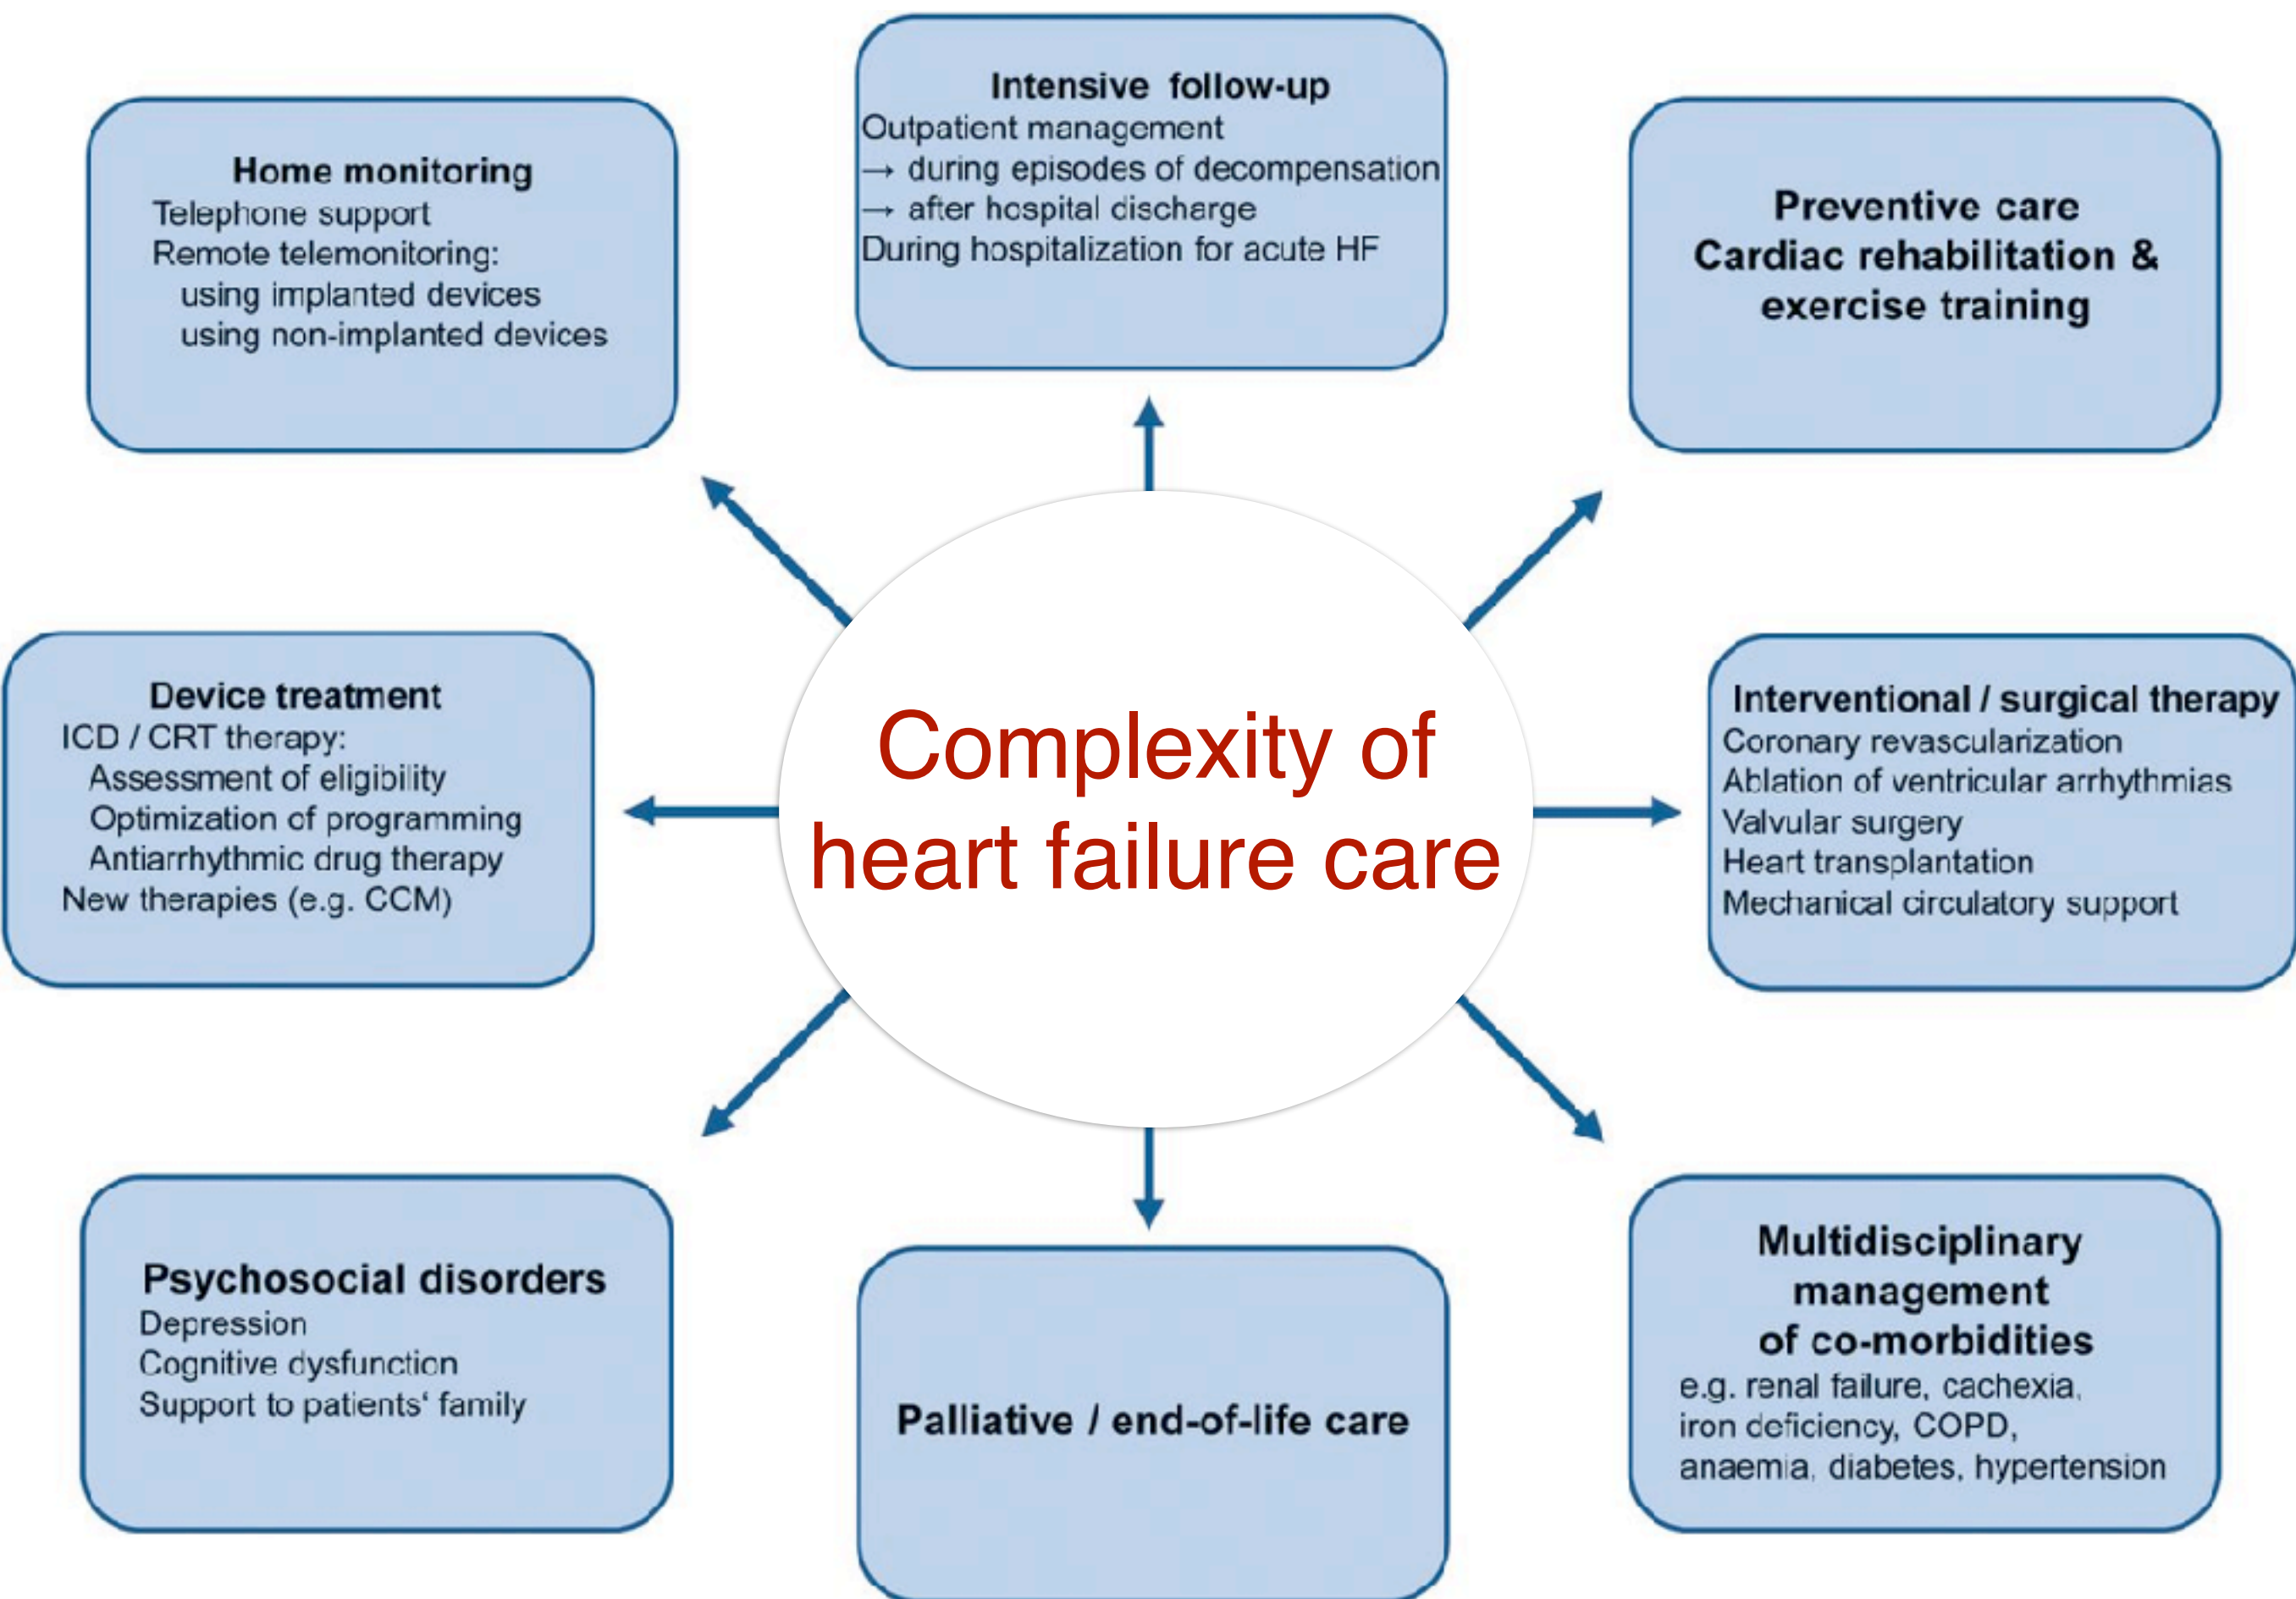 Intensive follow-up
Outpatient management
→ during episodes of decompensation
→ after hospital discharge
During hospitalization for acute HF
Home monitoring
Telephone support
Remote telemonitoring:
using implanted devices
using non-implanted devices
Preventive care
Cardiac rehabilitation &
exercise training
Device treatment
ICD / CRT therapy:
Assessment of eligibility
Optimization of programming
Antiarrhythmic drug therapy
New therapies (e.g. CCM)
Complexity of
heart failure care
Interventional / surgical therapy
Coronary revascularization
Ablation of ventricular arrhythmias
Valvular surgery
Heart transplantation
Mechanical circulatory support
Psychosocial disorders
Depression
Cognitive dysfunction
Support to patients‘ family
Palliative / end-of-life care
Multidisciplinary
management
of co-morbidities
e.g. renal failure, cachexia,
iron deficiency, COPD,
anaemia, diabetes, hypertension